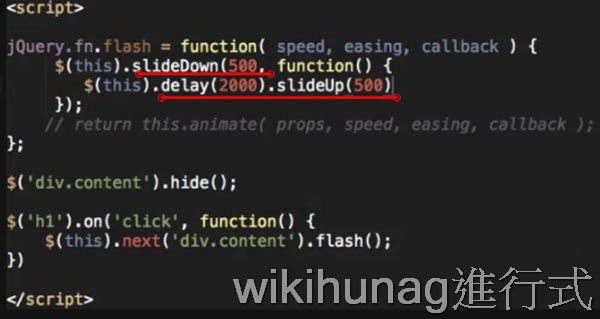 <script>
jQuery.fn.flash = function( speed, easing, callback ) {
$(this).slideDown(500, function() {
$(this).delay(2000).slideUp(500)
});
// return this.animate( props, speed, easing, callback );
};
$('div.content').hide();
$('h1').on('click', function() {
$(this).next('div.content').flash();
})
</script>
wikihunag進行式